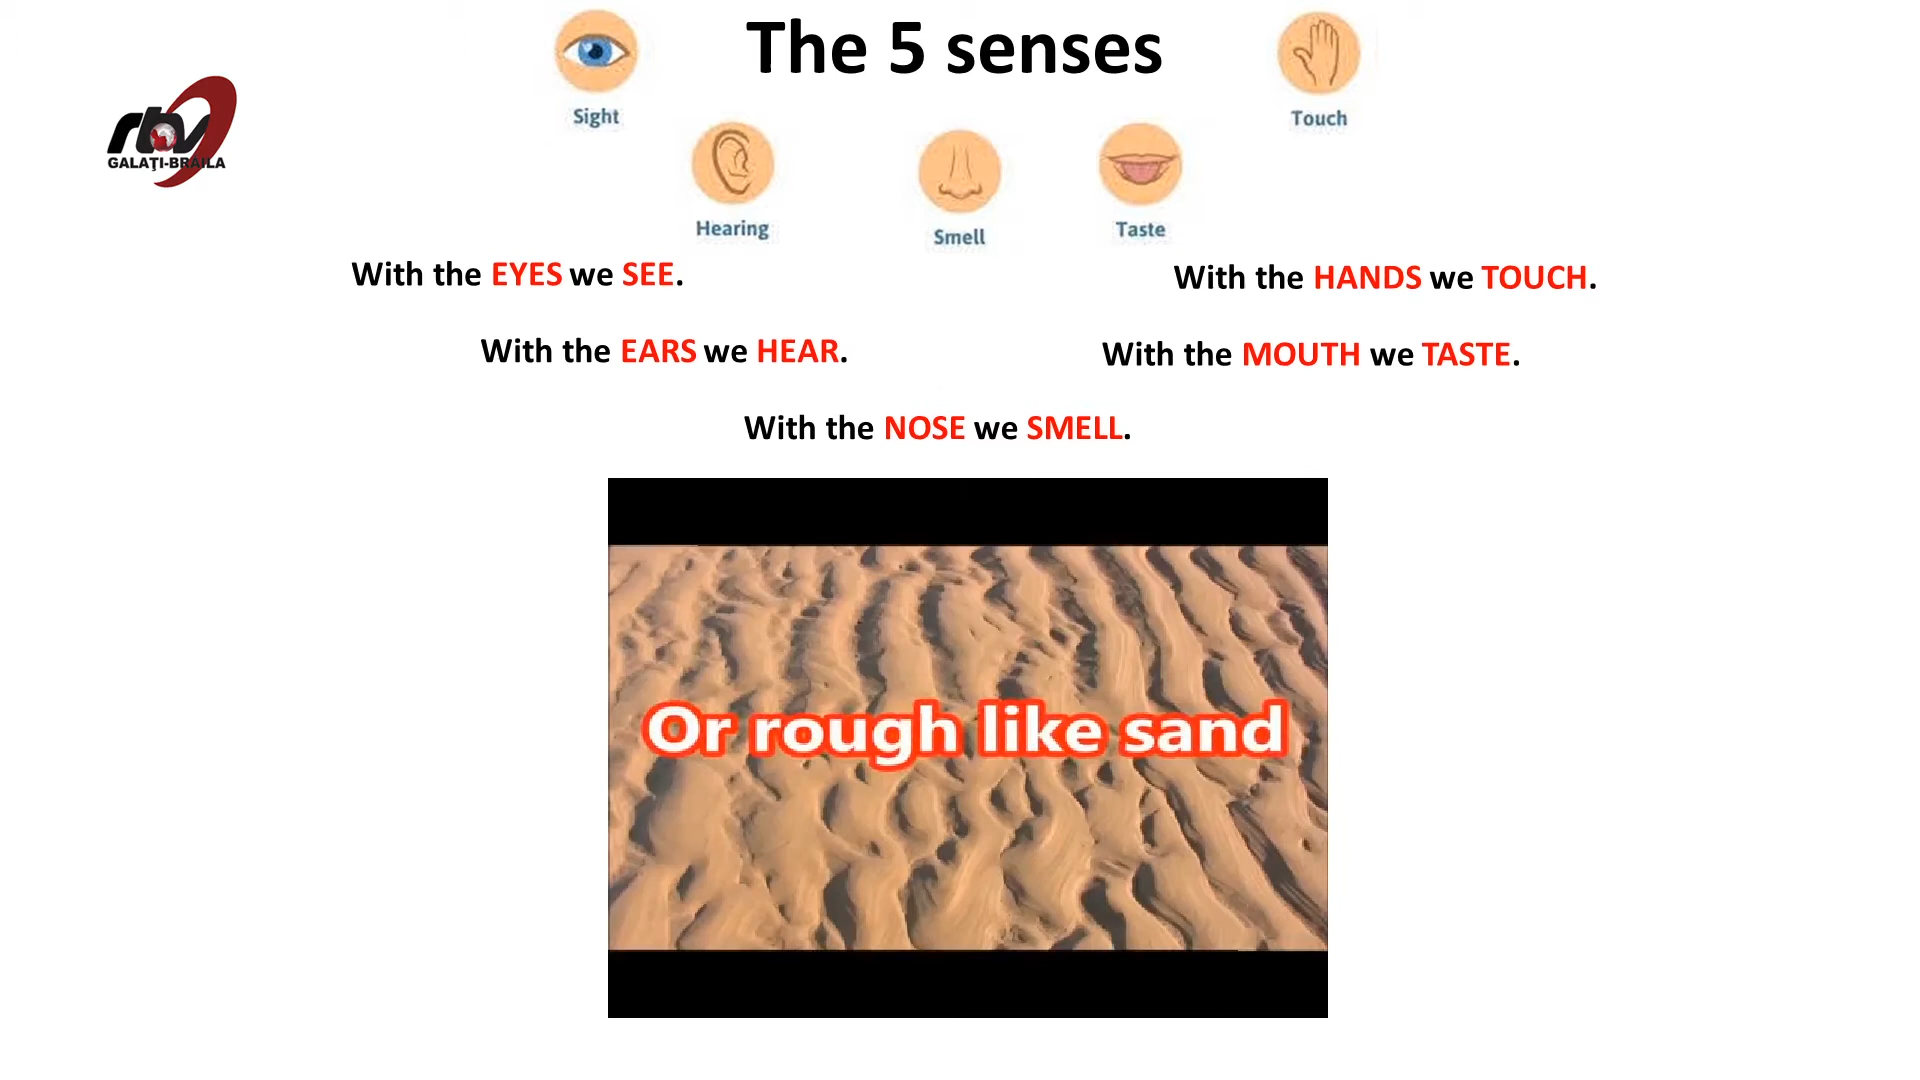 The 5 senses
Sight
Touch
Hearing
Smell
Taste
rtv
GALAŢI-BRĂILA
With the EYES we SEE.
With the HANDS we TOUCH.
With the EARS we HEAR.
With the MOUTH we TASTE.
With the NOSE we SMELL.
Or rough like sand